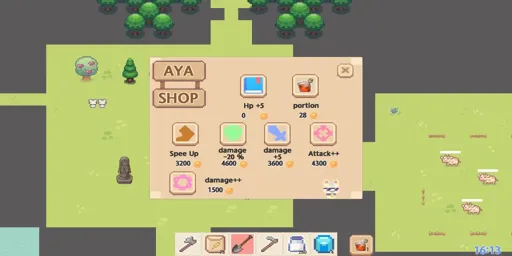 AYA
SHOP
Hp +5
0
portion
28
Spee Up
3200
damage
-20 %
4600
damage
+5
3600
Attack++
4300
damage++
1500
16:13